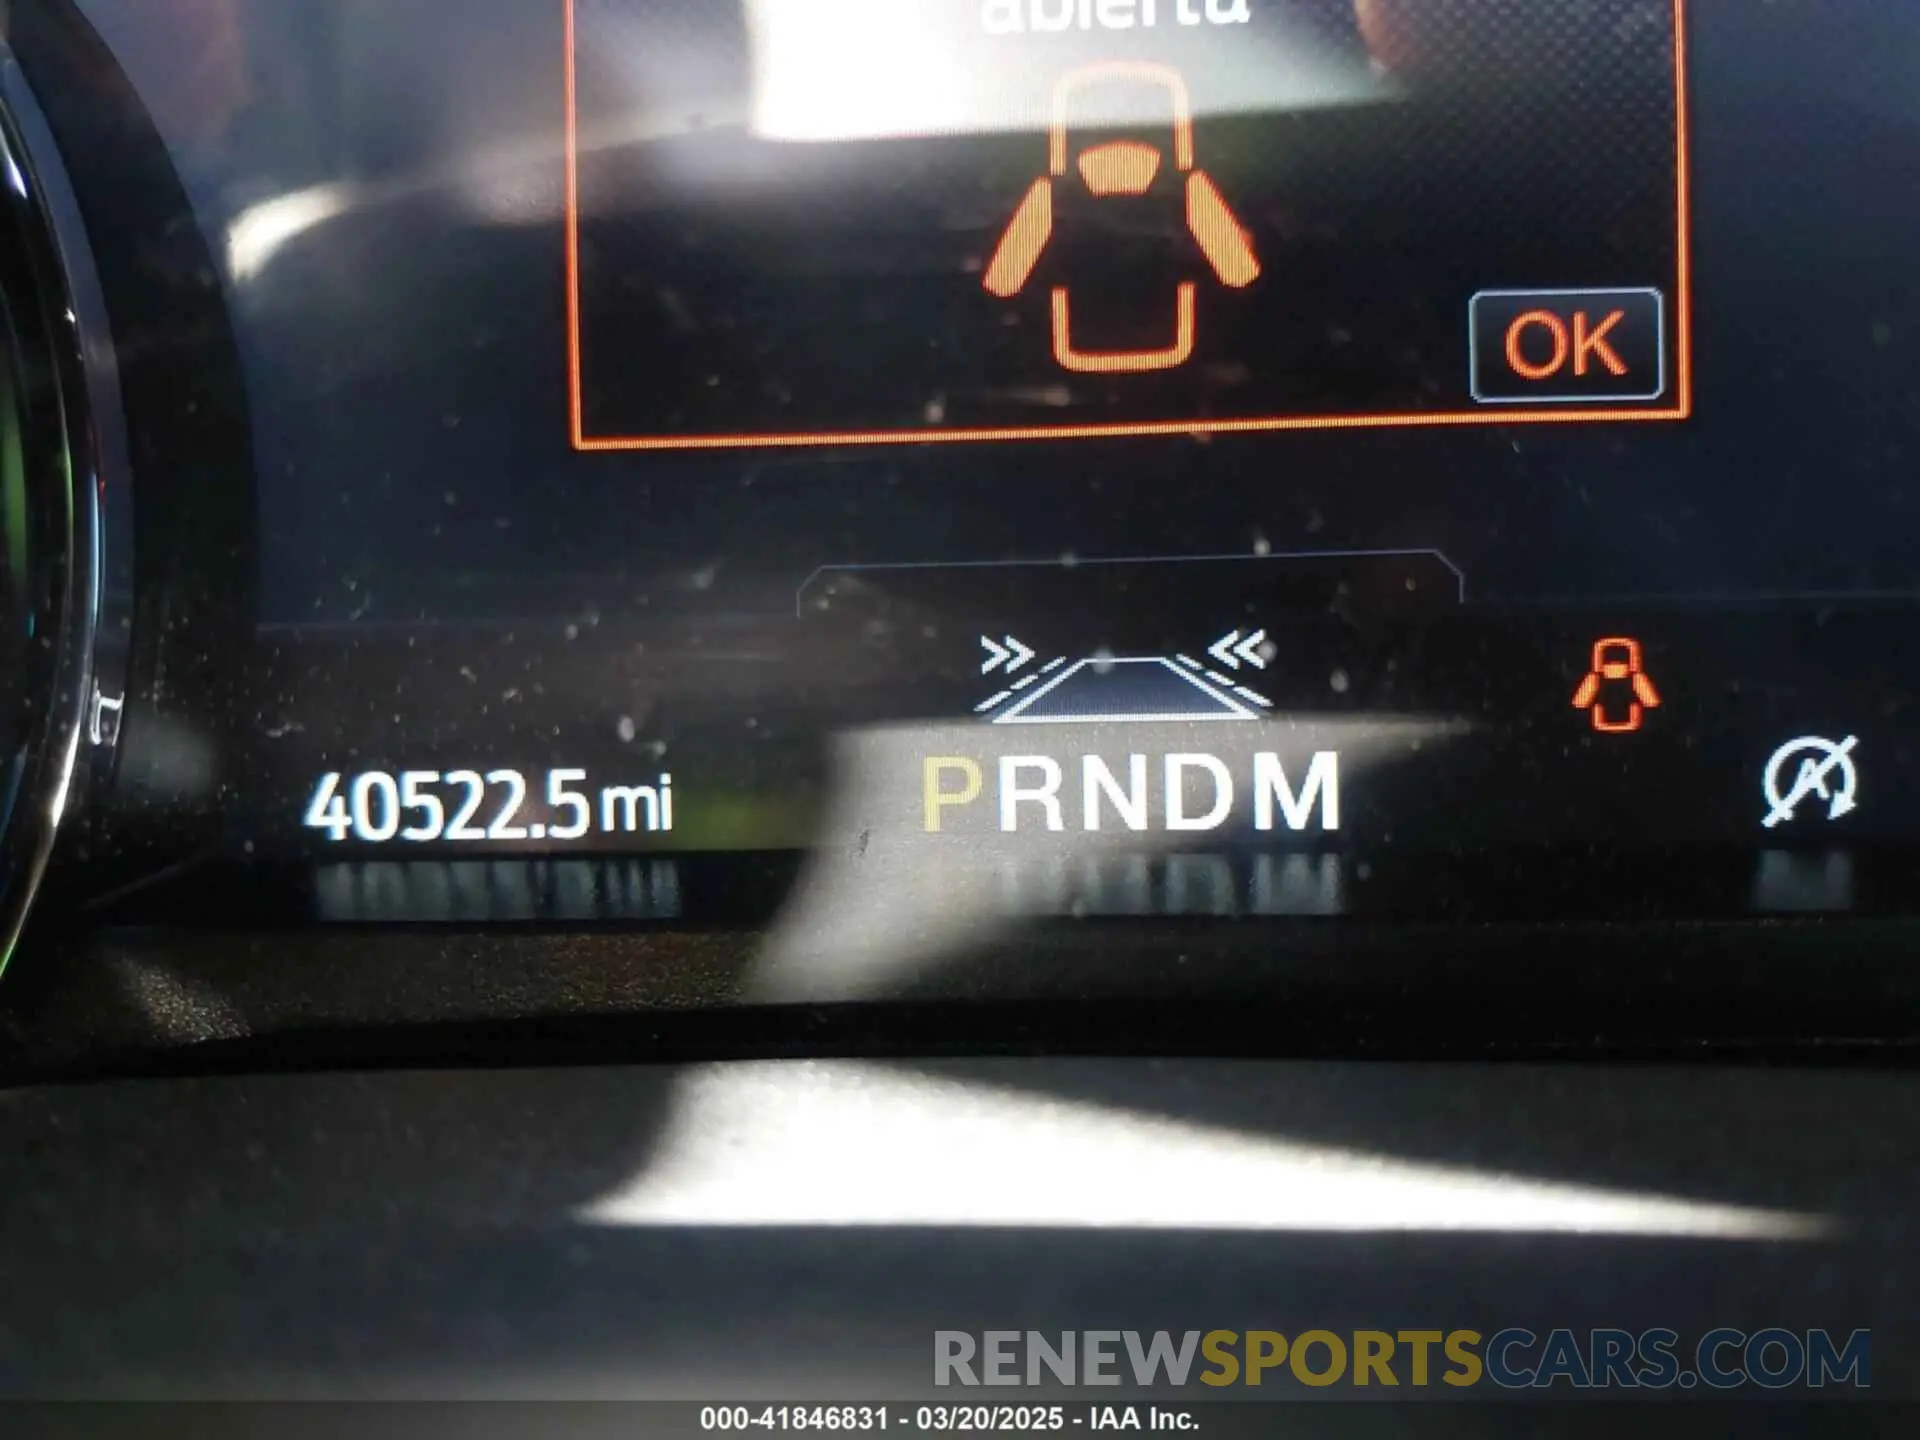 abierta
OK
40522.5 mi
PRNDM
A
RENEWSPORTSCARS.COM
000-41846831 - 03/20/2025 - IAA Inc.